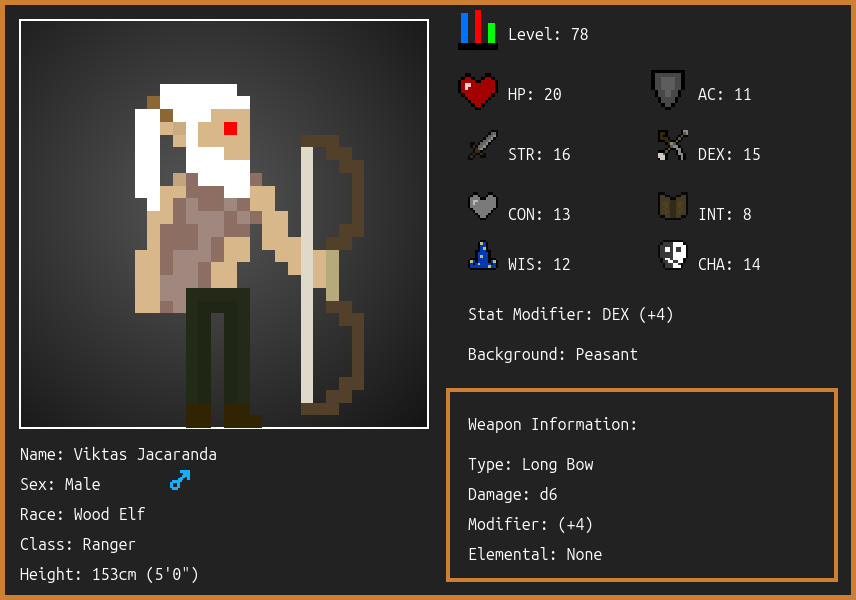 Level: 78
HP: 20
AC: 11
STR: 16
DEX: 15
CON: 13
INT: 8
WIS: 12
CHA: 14
Stat Modifier: DEX (+4)
Background: Peasant
Weapon Information:
Type: Long Bow
Damage: d6
Modifier: (+4)
Elemental: None
Name: Viktas Jacaranda
Sex: Male
Race: Wood Elf
Class: Ranger
Height: 153cm (5'0")